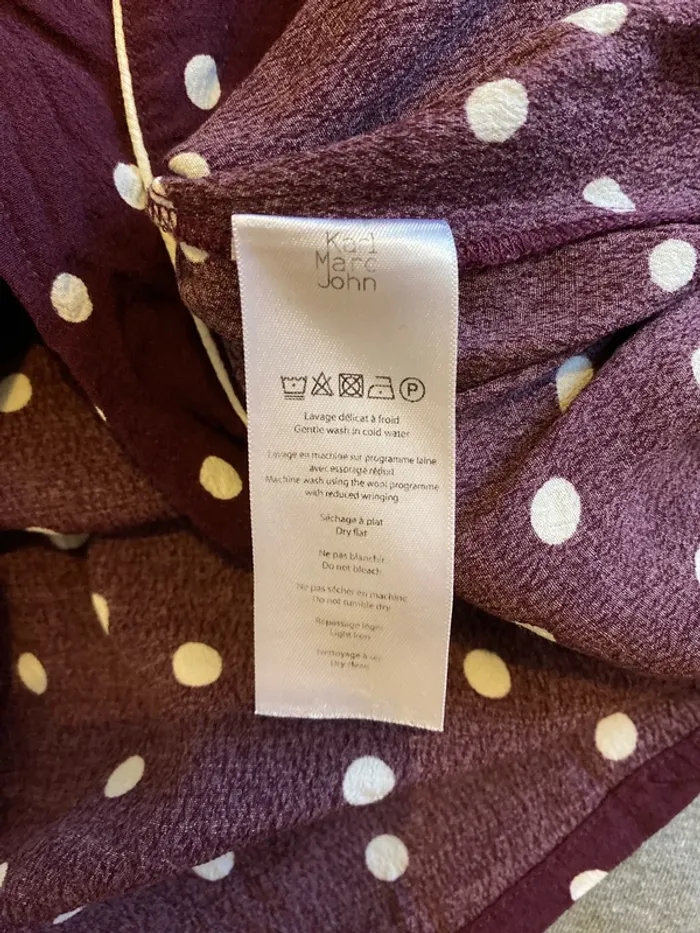 Karl
Marc
John
P
Lavage délicat à froid
Gentle wash in cold water
Lavage en machine sur programme laine
avec essorage réduit
Machine wash using the wool programme
with reduced wringing
Séchage à plat
Dry flat
Ne pas blanchir
Do not bleach
Ne pas sécher en machine
Do not tumble dry
Repassage léger
Light iron
Nettoyage à sec
Dry clean